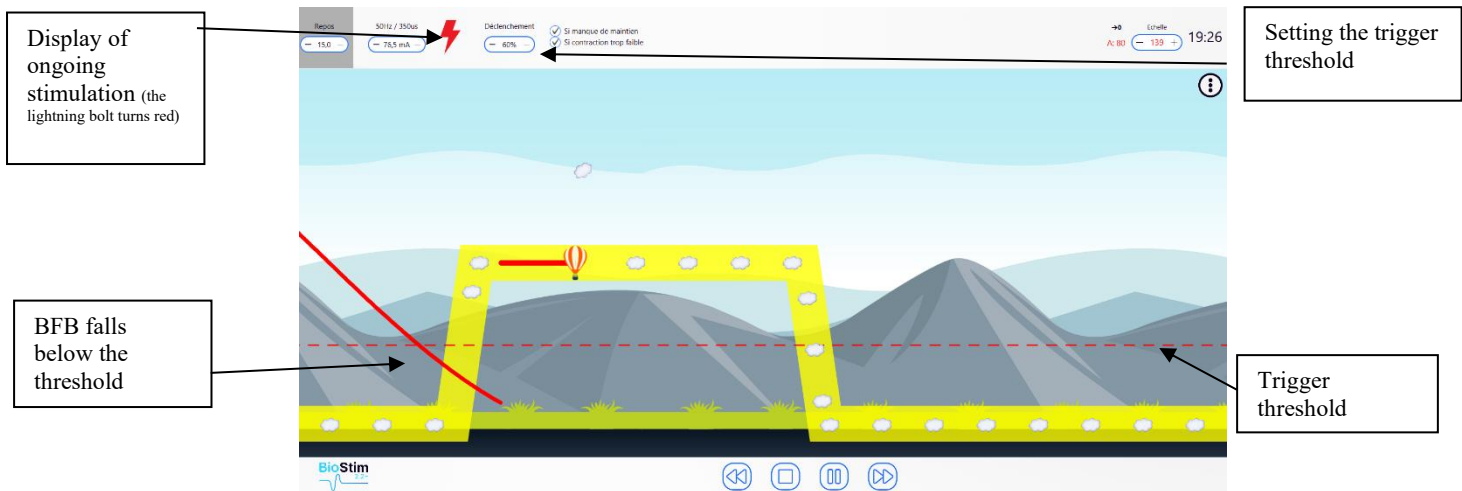 Display of
ongoing
stimulation (the
lightning bolt turns red)
Repos
- 15,0 -
50Hz / 350us
- 76,5 mA -
Déclenchement
- 60% -
Si manque de maintien
Si contraction trop faible
→0
A: 80
Echelle
- 139 +
19:26
Setting the trigger
threshold
BFB falls
below the
threshold
Trigger
threshold
BioStim